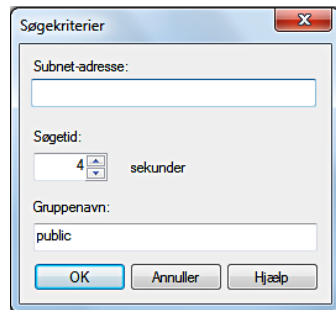 Søgekriterier
Subnet-adresse:
Søgetid:
4 sekunder
Gruppenavn:
public
OK Annuller Hjælp